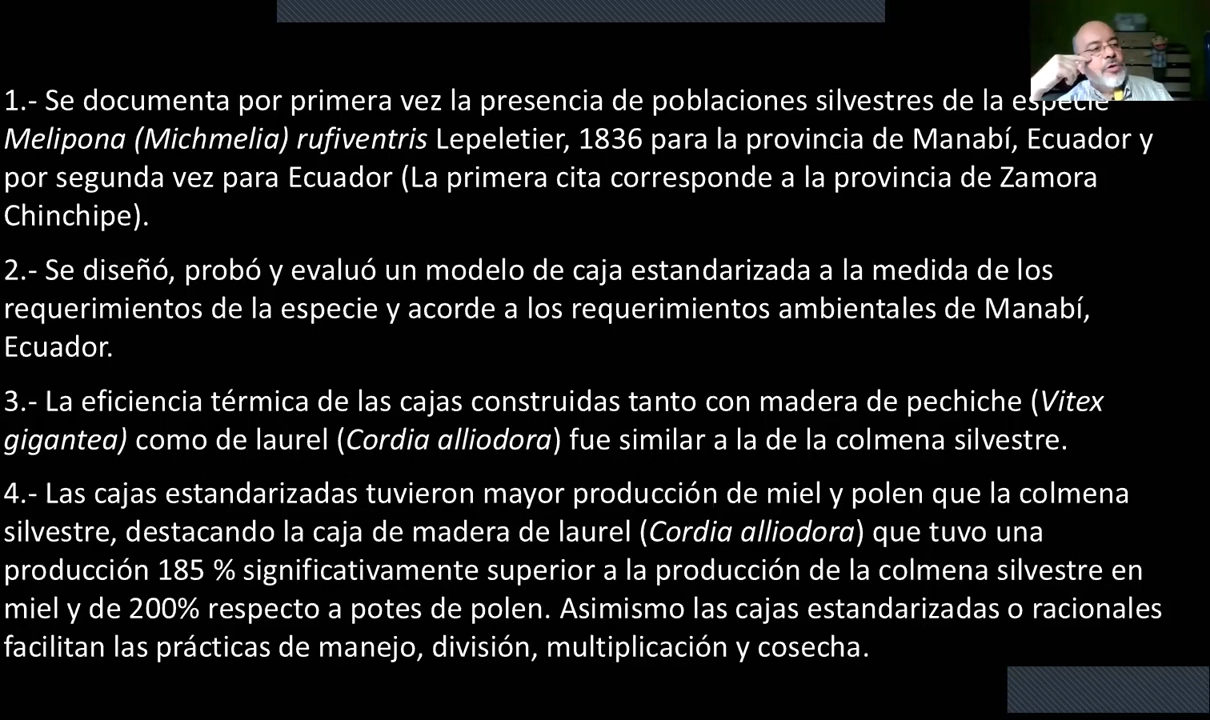 1.- Se documenta por primera vez la presencia de poblaciones silvestres de la especie
Melipona (Michmelia) rufiventris Lepeletier, 1836 para la provincia de Manabí, Ecuador y
por segunda vez para Ecuador (La primera cita corresponde a la provincia de Zamora
Chinchipe).
2.- Se diseñó, probó y evaluó un modelo de caja estandarizada a la medida de los
requerimientos de la especie y acorde a los requerimientos ambientales de Manabí,
Ecuador.
3.- La eficiencia térmica de las cajas construidas tanto con madera de pechiche (Vitex
gigantea) como de laurel (Cordia alliodora) fue similar a la de la colmena silvestre.
4.- Las cajas estandarizadas tuvieron mayor producción de miel y polen que la colmena
silvestre, destacando la caja de madera de laurel (Cordia alliodora) que tuvo una
producción 185 % significativamente superior a la producción de la colmena silvestre en
miel y de 200% respecto a potes de polen. Asimismo las cajas estandarizadas o racionales
facilitan las prácticas de manejo, división, multiplicación y cosecha.